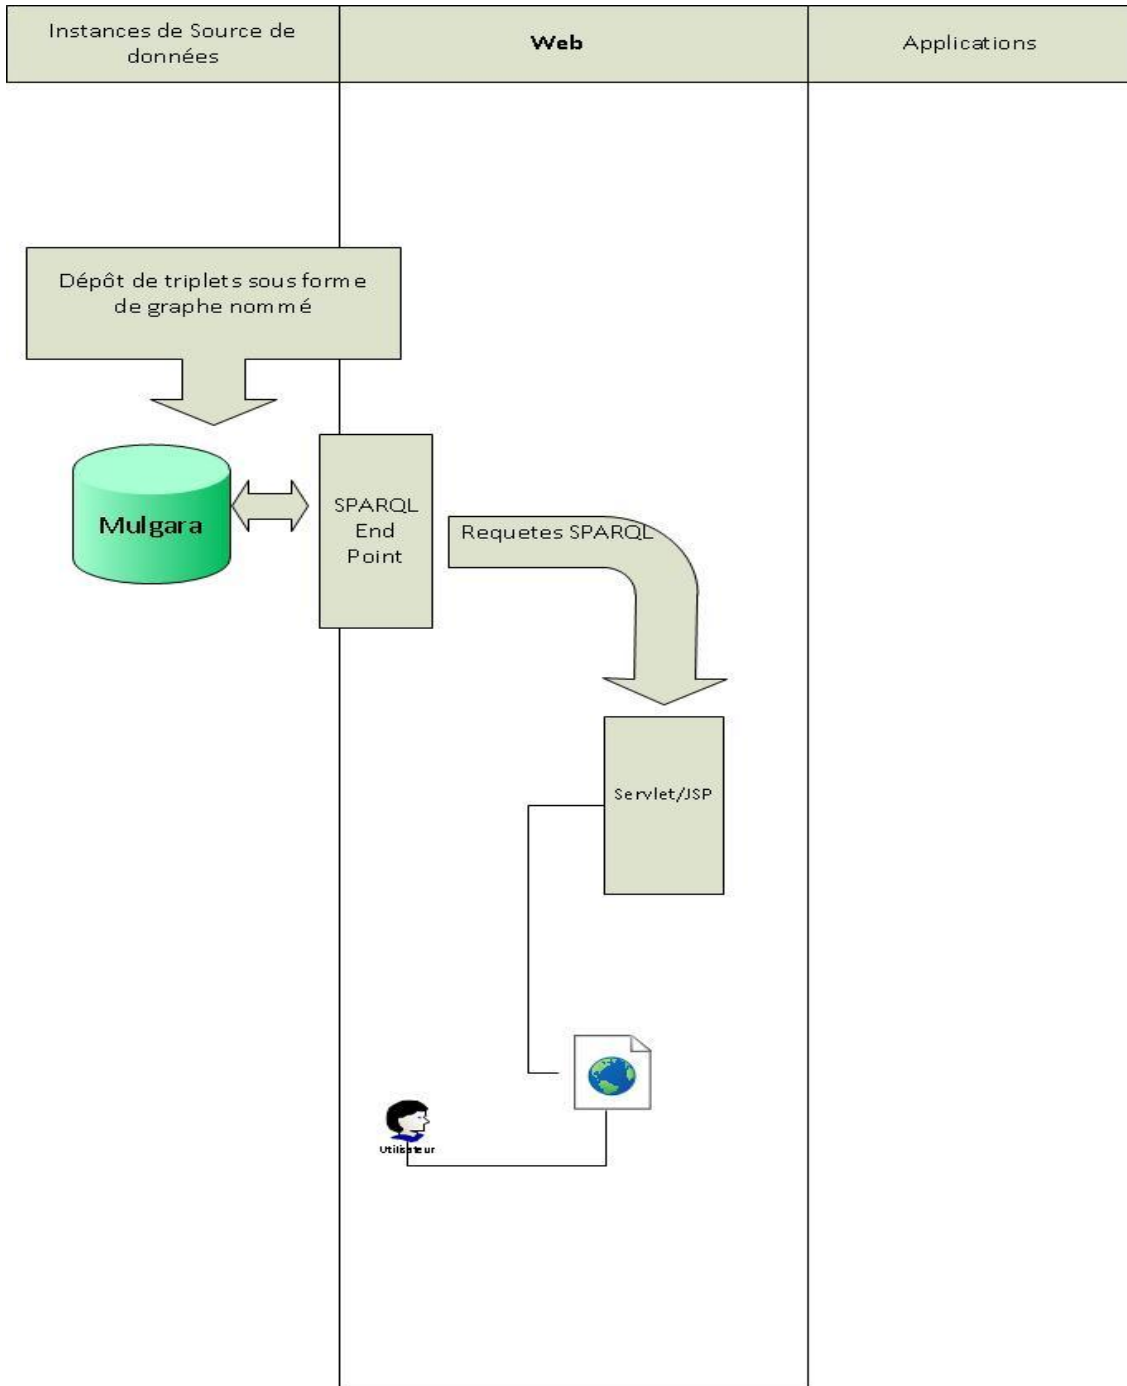 Instances de Source de
données
Web
Applications
Dépôt de triplets sous forme
de graphe nommé
Mulgara
SPARQL
End
Point
Requetes SPARQL
Servlet/JSP
Utilisateur